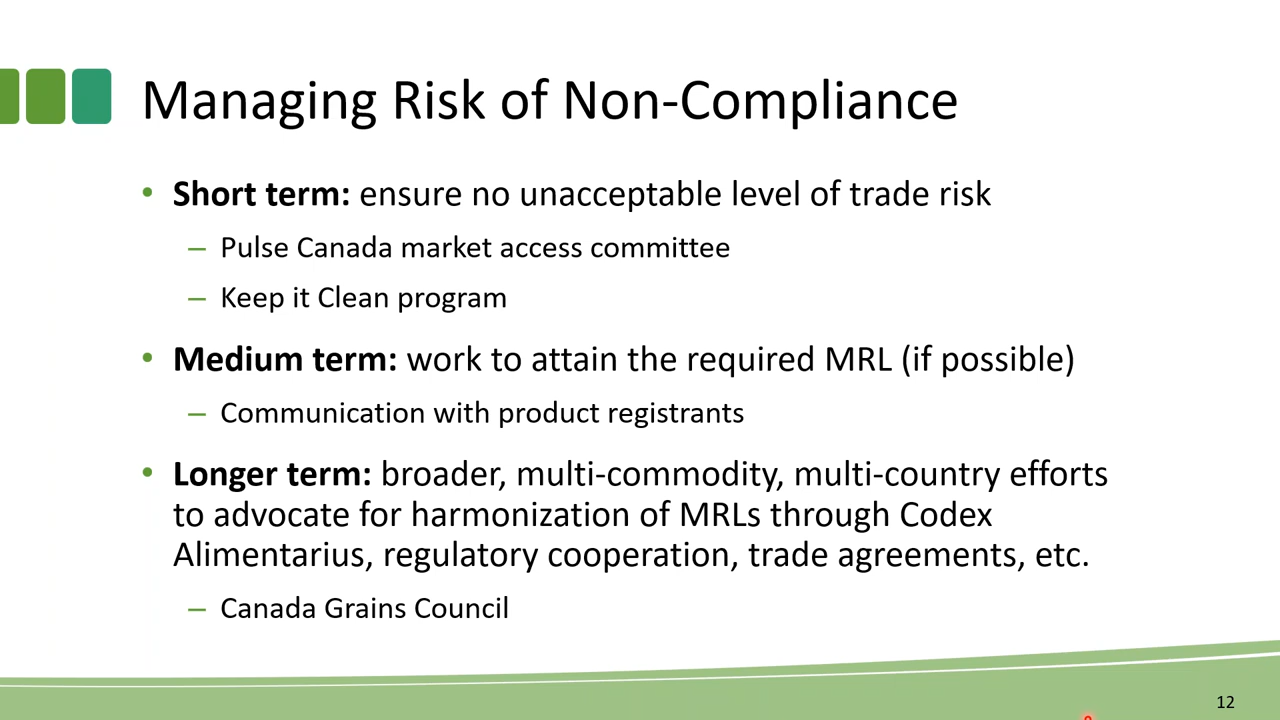 Managing Risk of Non-Compliance
• Short term: ensure no unacceptable level of trade risk
– Pulse Canada market access committee
– Keep it Clean program
• Medium term: work to attain the required MRL (if possible)
– Communication with product registrants
• Longer term: broader, multi-commodity, multi-country efforts
to advocate for harmonization of MRLs through Codex
Alimentarius, regulatory cooperation, trade agreements, etc.
– Canada Grains Council
12